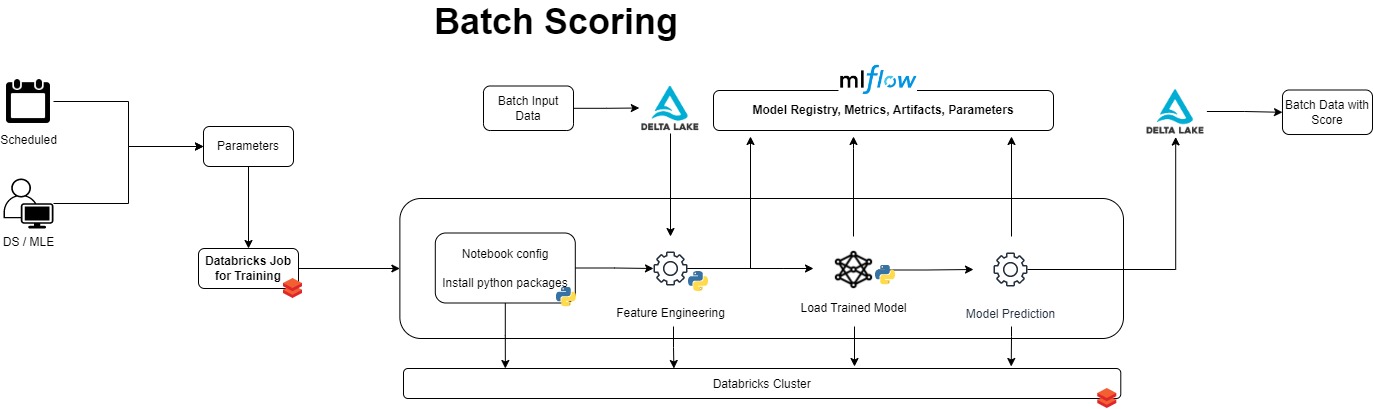 Batch Scoring
Scheduled
DS / MLE
Parameters
Databricks Job
for Training
Batch Input
Data
DELTA LAKE
mlflow
Model Registry, Metrics, Artifacts, Parameters
DELTA LAKE
Batch Data with
Score
Notebook config
Install python packages
Feature Engineering
Load Trained Model
Model Prediction
Databricks Cluster